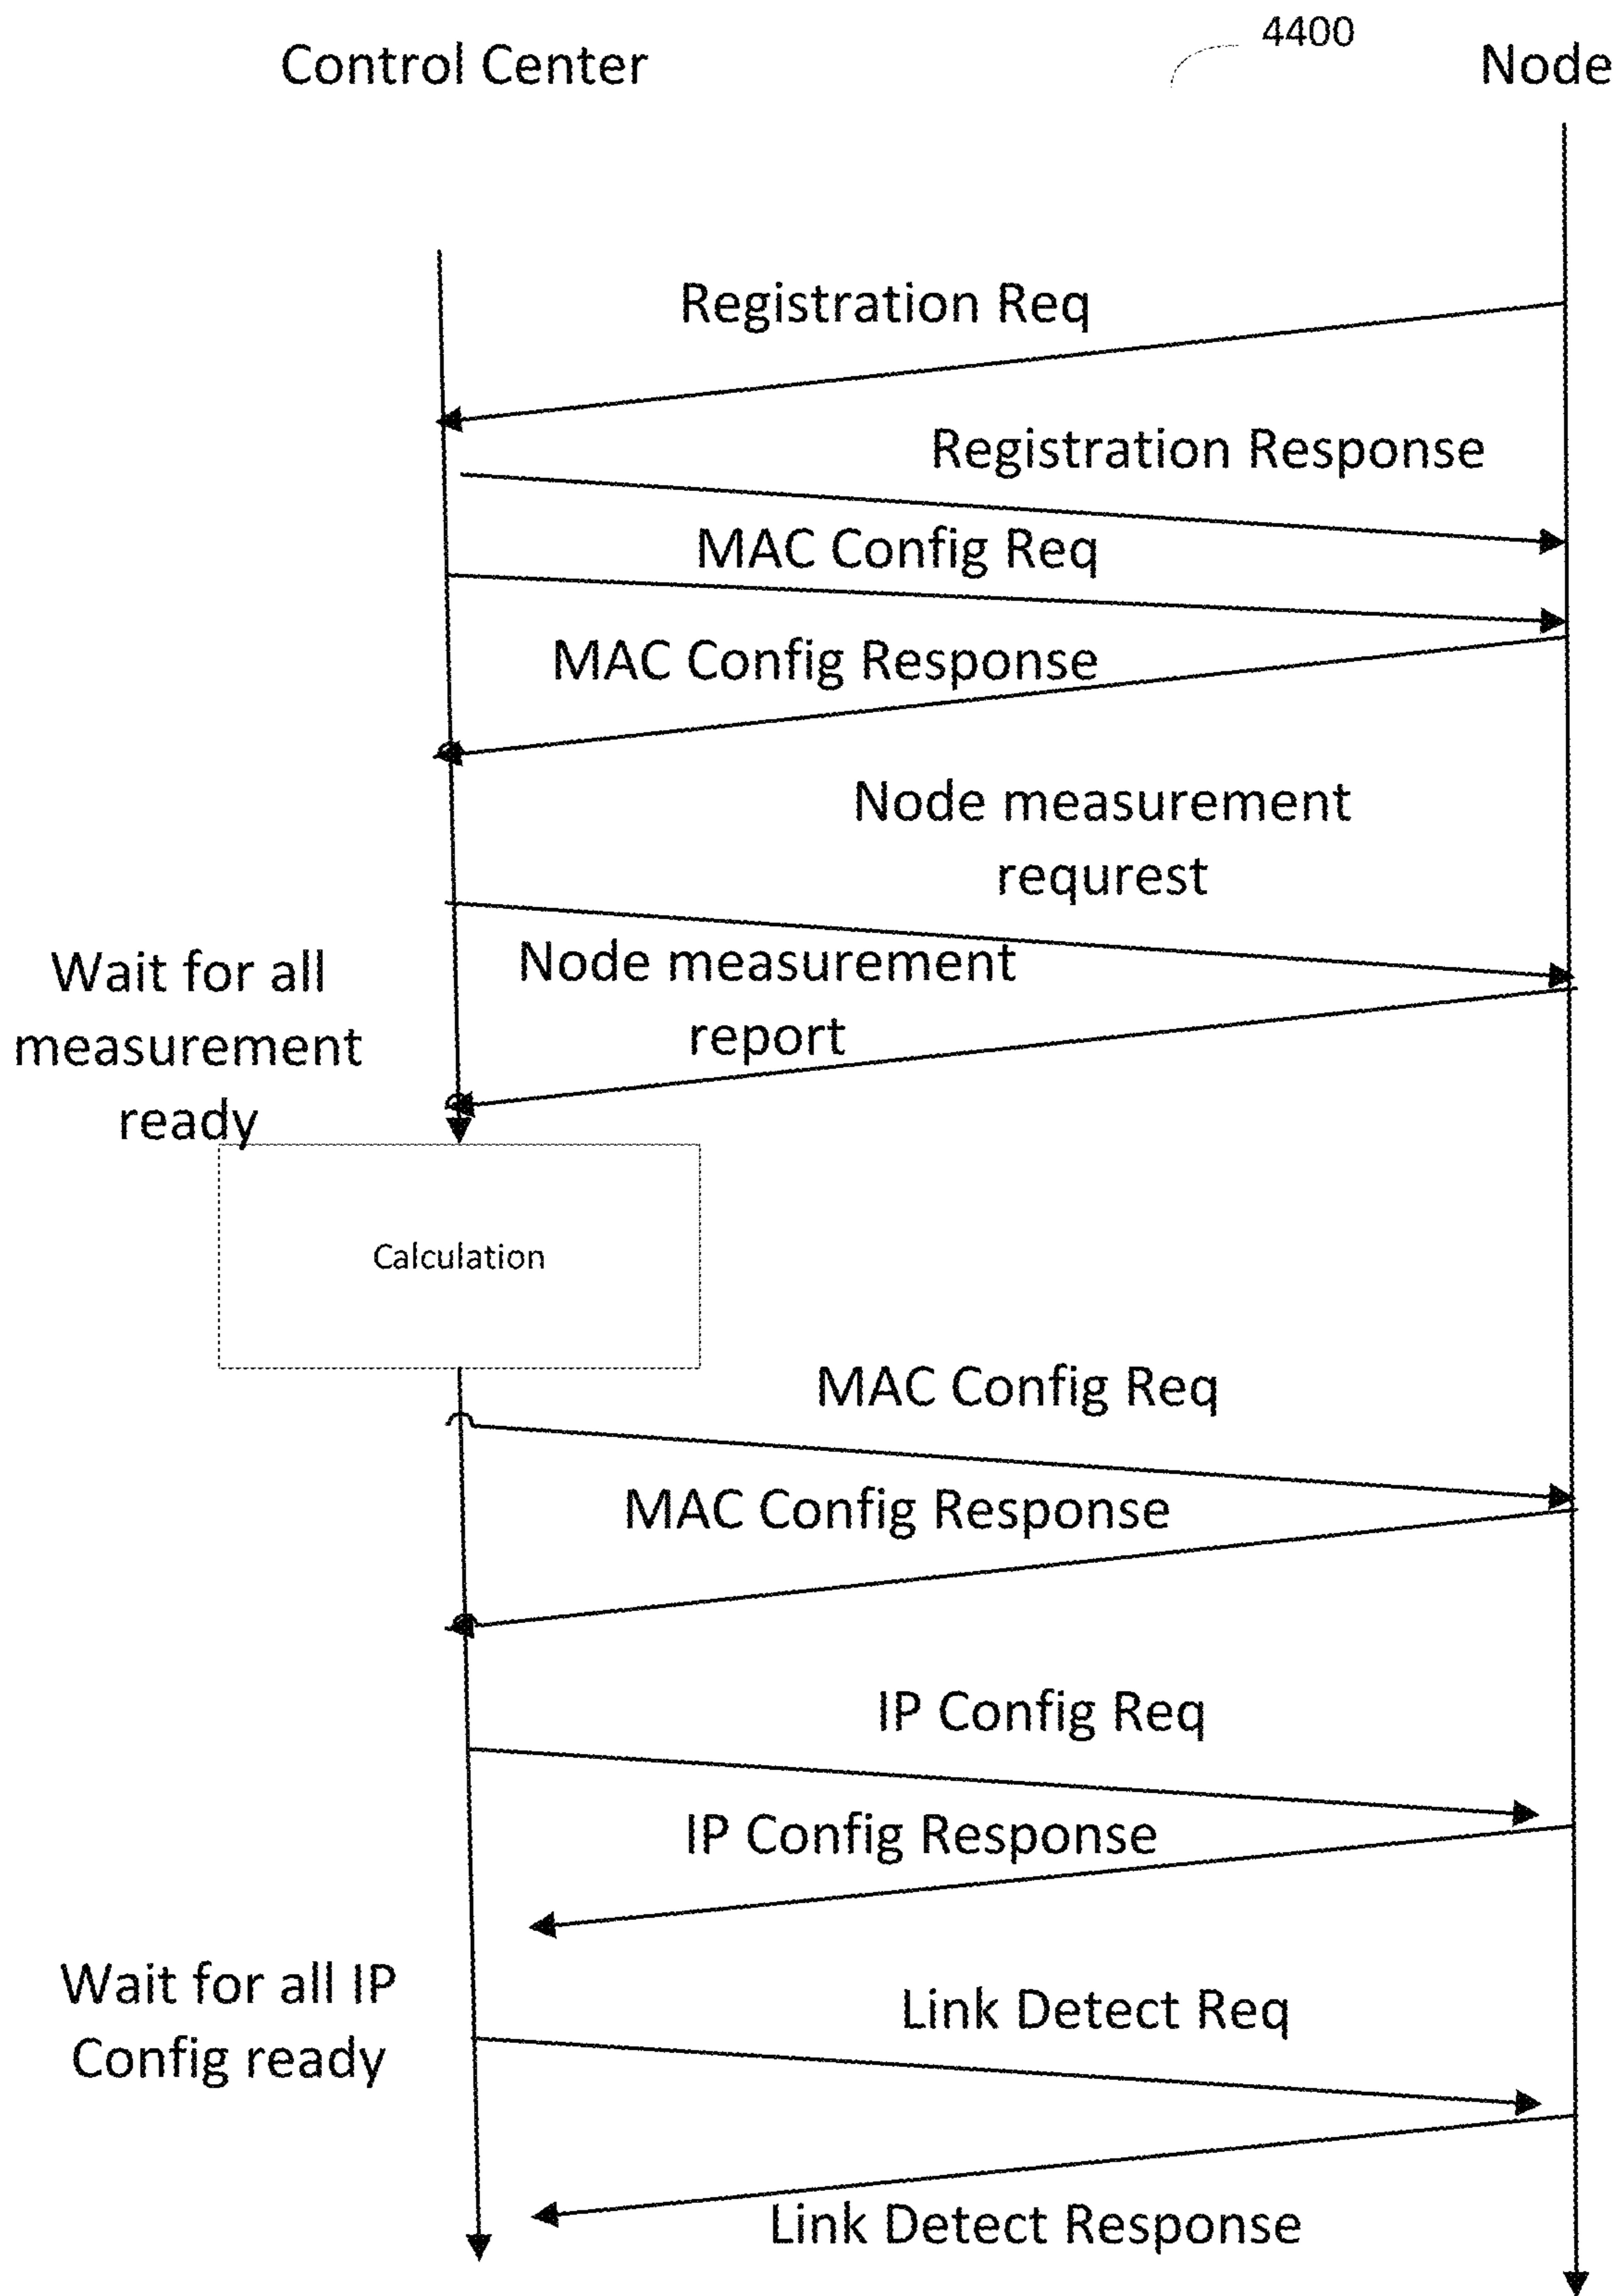 4400
Control Center
Node
Registration Req
Registration Response
MAC Config Req
MAC Config Response
Node measurement
requrest
Wait for all
measurement
ready
Node measurement
report
Calculation
MAC Config Req
MAC Config Response
IP Config Req
IP Config Response
Wait for all IP
Config ready
Link Detect Req
Link Detect Response